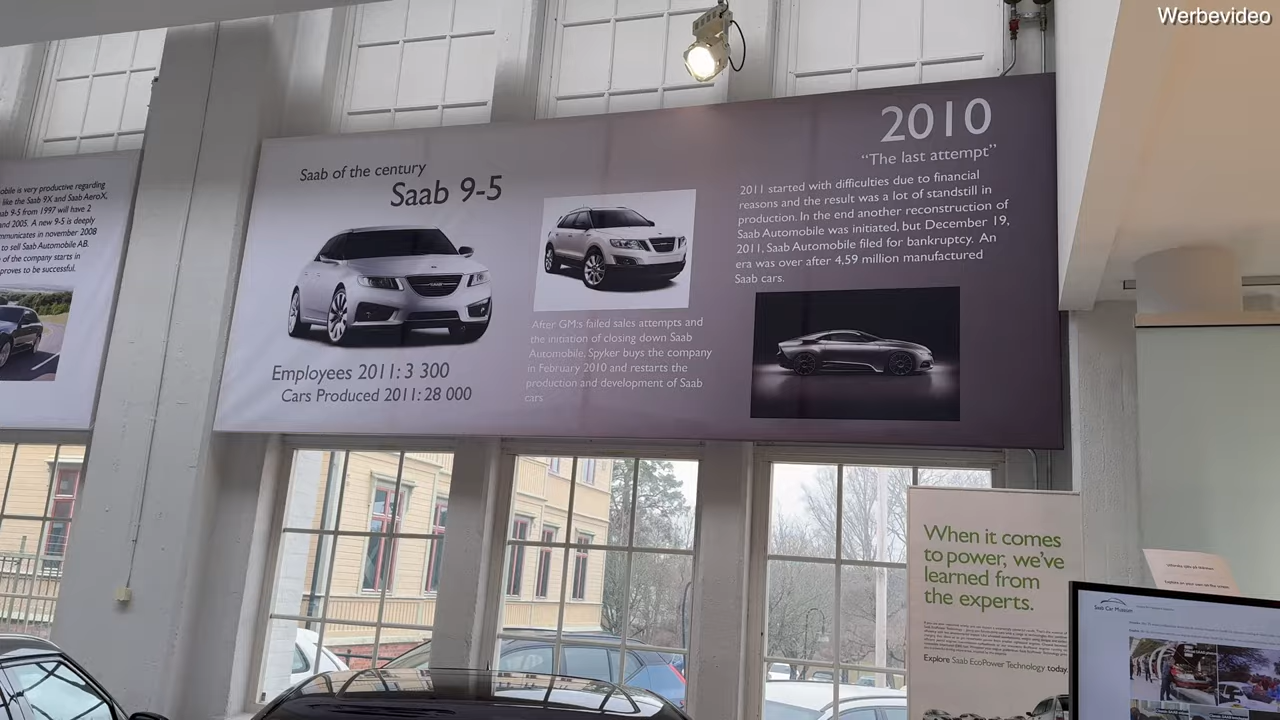 Werbevideo
obile is very productive regarding
like the Saab 9X and Saab AeroX.
ab 9-5 from 1997 will have 2
and 2005. A new 9-5 is deeply
mmunicates in november 2008
to sell Saab Automobile AB.
of the company starts in
proves to be successful.
Saab of the century
Saab 9-5
Employees 2011: 3 300
Cars Produced 2011: 28 000
After GM:s failed sales attempts and
the initiation of closing down Saab
Automobile, Spyker buys the company
in February 2010 and restarts the
production and development of Saab
cars.
2010
“The last attempt”
2011 started with difficulties due to financial
reasons and the result was a lot of standstill in
production. In the end another reconstruction of
Saab Automobile was initiated, but December 19,
2011, Saab Automobile filed for bankruptcy. An
era was over after 4,59 million manufactured
Saab cars.
When it comes
to power, we’ve
learned from
the experts.
Explore Saab EcoPower Technology today
Saab Car Museum